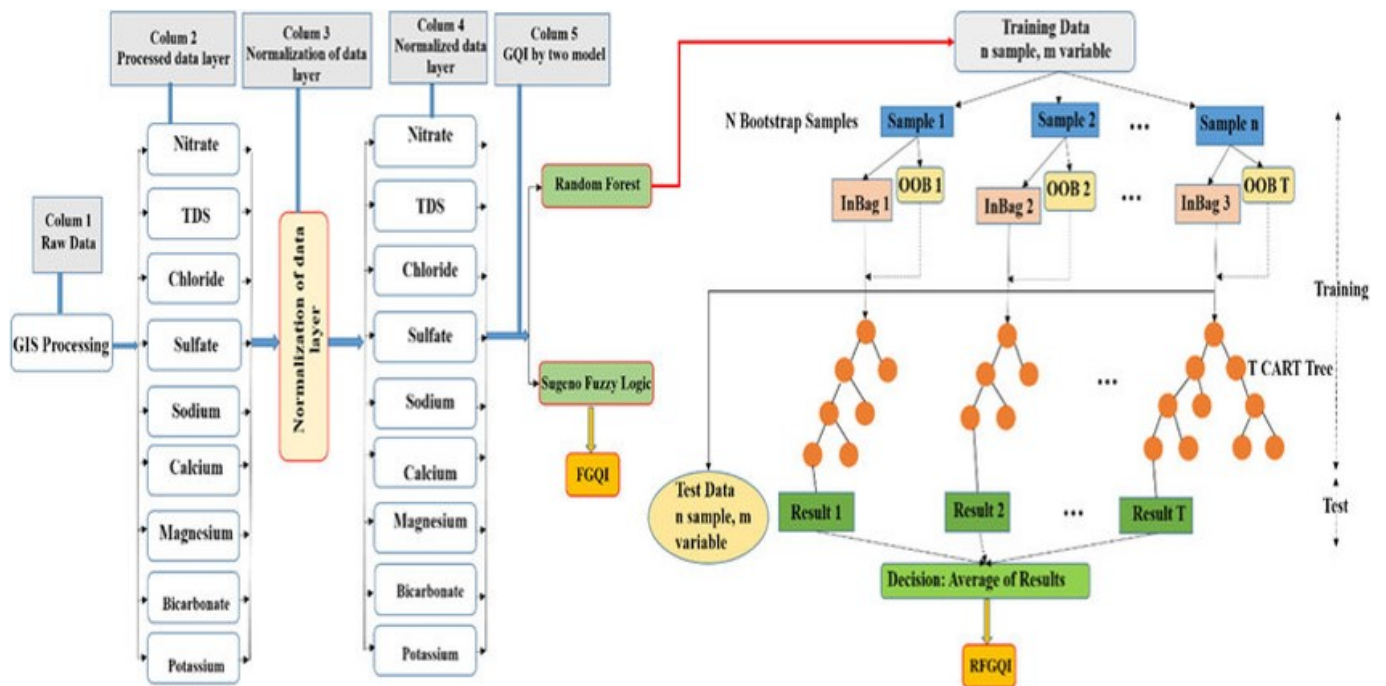 Colum 1
Raw Data
GIS Processing
Colum 2
Processed data layer
Nitrate
TDS
Chloride
Sulfate
Sodium
Calcium
Magnesium
Bicarbonate
Potassium
Colum 3
Normalization of data
layer
Normalization of data
layer
Colum 4
Normalized data
layer
Nitrate
TDS
Chloride
Sulfate
Sodium
Calcium
Magnesium
Bicarbonate
Potassium
Colum 5
GQI by two model
Random Forest
Sugeno Fuzzy Logic
FGQI
Training Data
n sample, m variable
N Bootstrap Samples
Sample 1
Sample 2
...
Sample n
InBag 1
OOB 1
InBag 2
OOB 2
...
InBag 3
OOB T
Training
T CART Tree
...
Test Data
n sample, m
variable
Result 1
Result 2
...
Result T
Test
Decision: Average of Results
RFGQI